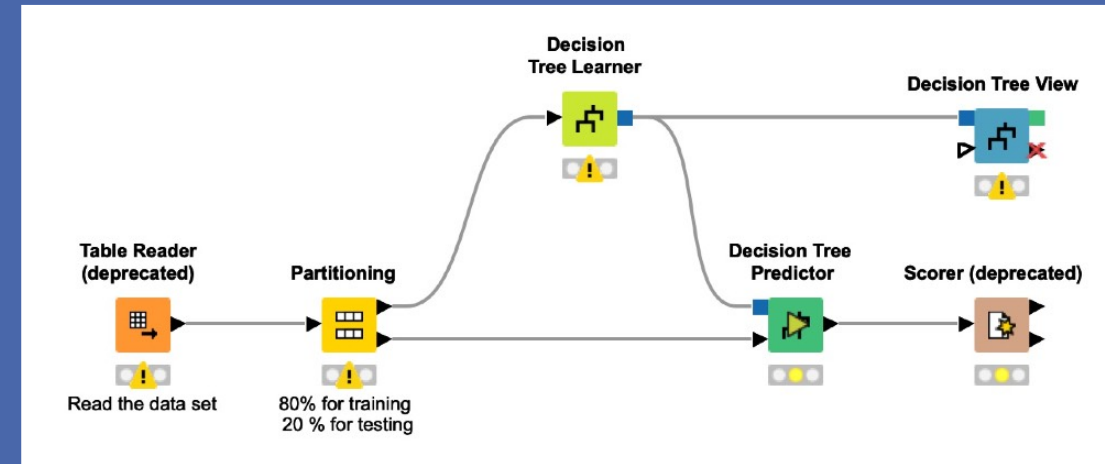 Decision
Tree Learner
Decision Tree View
Table Reader
(deprecated)
Partitioning
Decision Tree
Predictor
Scorer (deprecated)
Read the data set
80% for training
20 % for testing